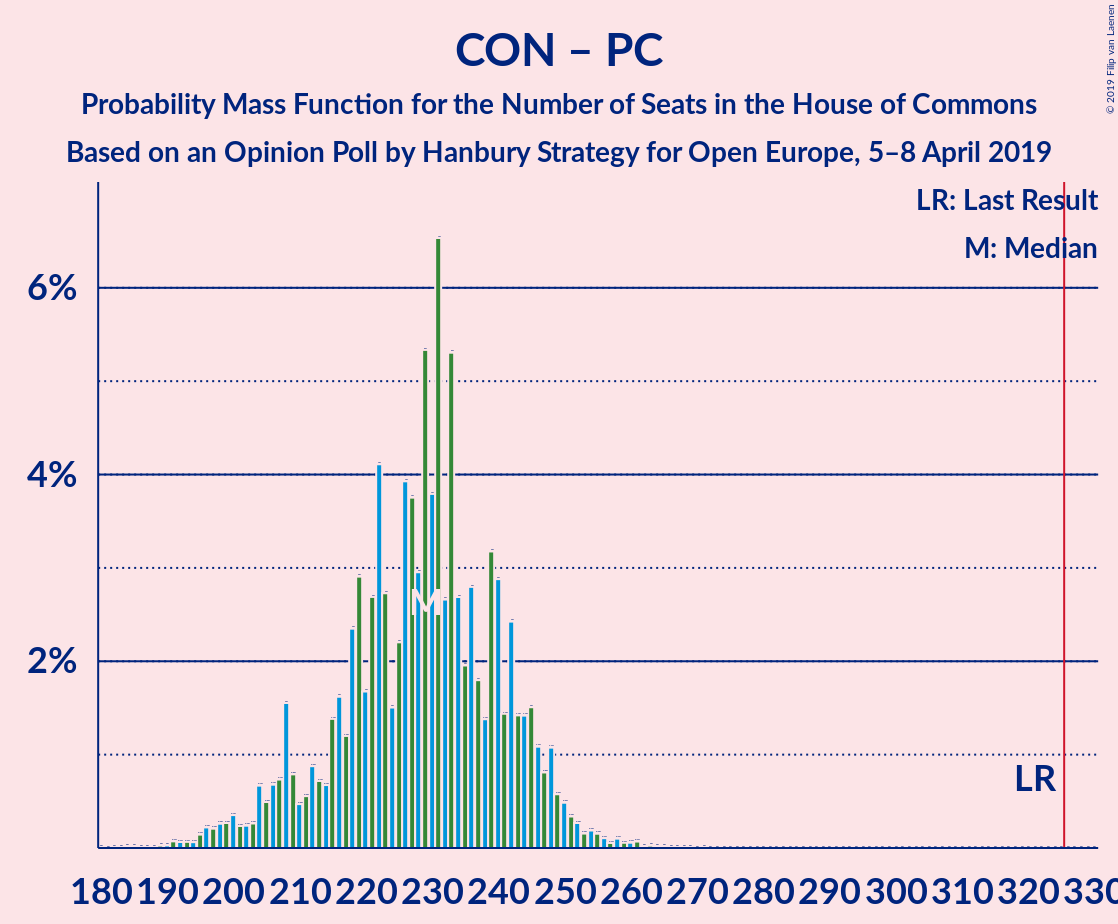 CON – PC
Probability Mass Function for the Number of Seats in the House of Commons
Based on an Opinion Poll by Hanbury Strategy for Open Europe, 5–8 April 2019
© 2019 Filip van Laenen
LR: Last Result
M: Median
6%
4%
2%
M
LR
180 190 200 210 220 230 240 250 260 270 280 290 300 310 320 330